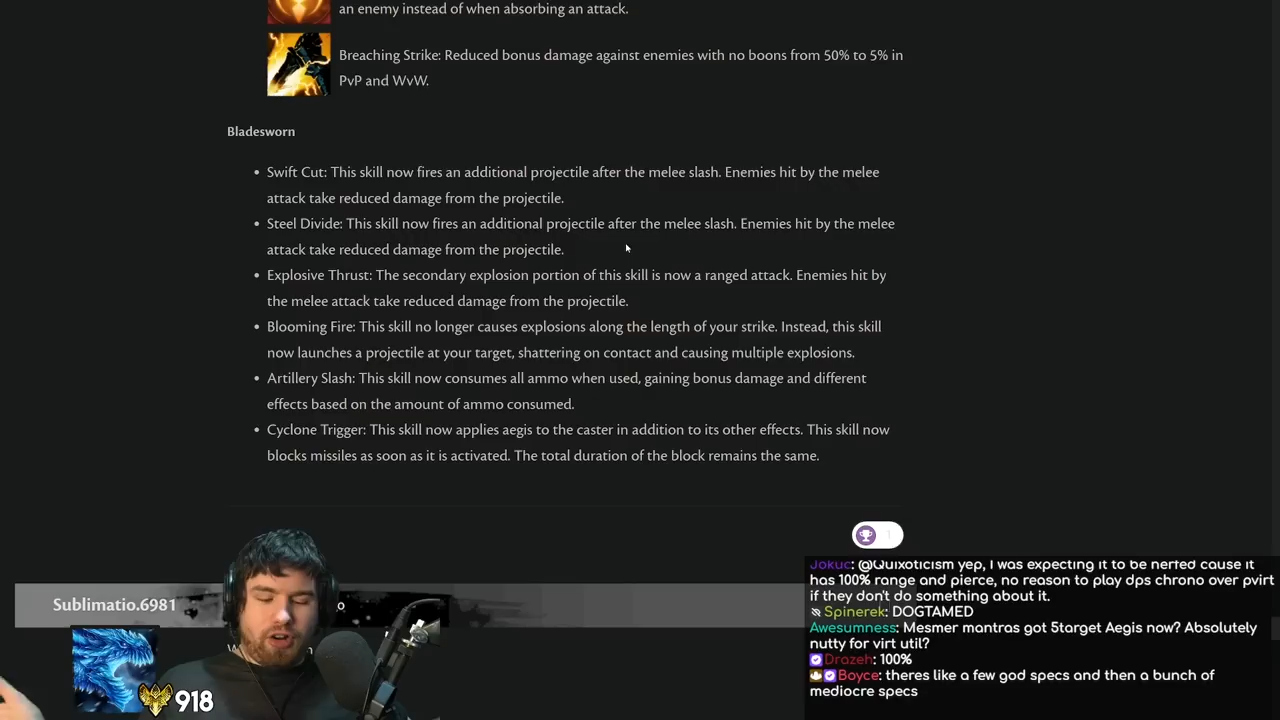 an enemy instead of when absorbing an attack.
Breaching Strike: Reduced bonus damage against enemies with no boons from 50% to 5% in
PvP and WvW.
Bladesworn
• Swift Cut: This skill now fires an additional projectile after the melee slash. Enemies hit by the melee
attack take reduced damage from the projectile.
• Steel Divide: This skill now fires an additional projectile after the melee slash. Enemies hit by the melee
attack take reduced damage from the projectile.
• Explosive Thrust: The secondary explosion portion of this skill is now a ranged attack. Enemies hit by
the melee attack take reduced damage from the projectile.
• Blooming Fire: This skill no longer causes explosions along the length of your strike. Instead, this skill
now launches a projectile at your target, shattering on contact and causing multiple explosions.
• Artillery Slash: This skill now consumes all ammo when used, gaining bonus damage and different
effects based on the amount of ammo consumed.
• Cyclone Trigger: This skill now applies aegis to the caster in addition to its other effects. This skill now
blocks missiles as soon as it is activated. The total duration of the block remains the same.
1
Sublimatio.6981
918
Jokuc: @Quixoticism yep, I was expecting it to be nerfed cause it
has 100% range and pierce, no reason to play dps chrono over pvirt
if they don't do something about it.
Spinerek: DOGTAMED
Awesumness: Mesmer mantras got 5target Aegis now? Absolutely
nutty for virt util?
Drazeh: 100%
Boyce: theres like a few god specs and then a bunch of
mediocre specs